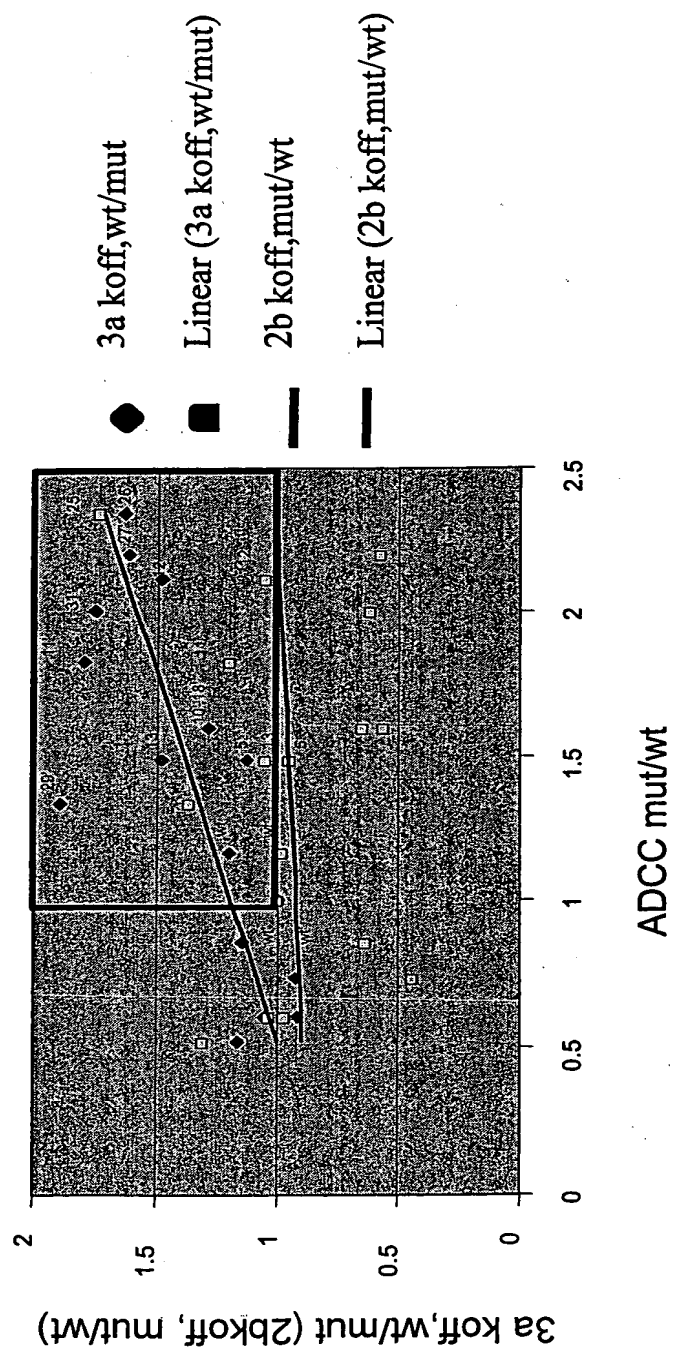 3a koff,wt/mut (2bkoff, mut/wt)
2
1.5
1
0.5
0
0
0.5
1
1.5
2
2.5
ADCC mut/wt
3a koff,wt/mut
Linear (3a koff,wt/mut)
2b koff,mut/wt
Linear (2b koff,mut/wt)
25
31